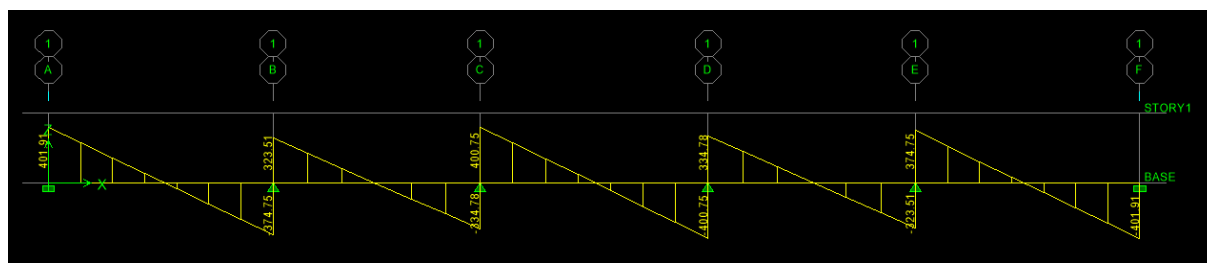 1 1 1 1 1 1
A B C D E F
STORY1
401.91 323.51 400.75 334.78 374.75
Z
X
BASE
-374.75 -334.78 -400.75 -323.51 -401.91